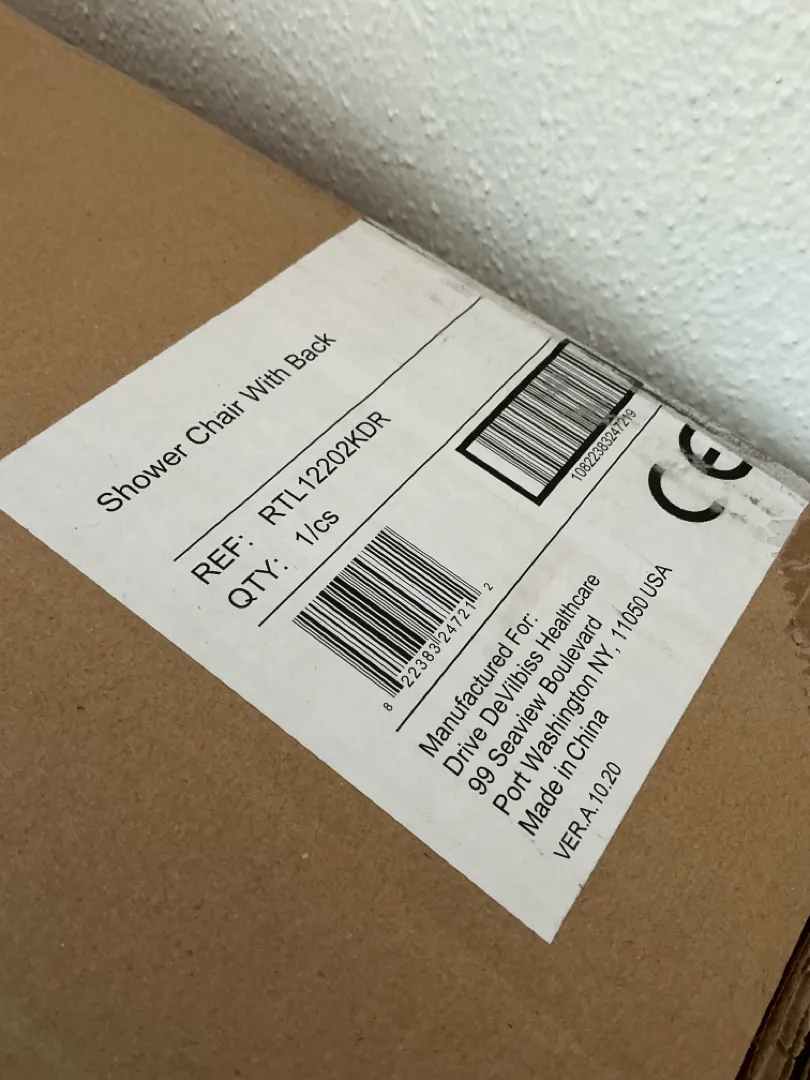 Shower Chair With Back
REF: RTL12202KDR
QTY: 1/cs
8 22383 24721 2
10822383247219
CE
Manufactured For:
Drive DeVilbiss Healthcare
99 Seaview Boulevard
Port Washington NY, 11050 USA
Made in China
VER.A.10.20